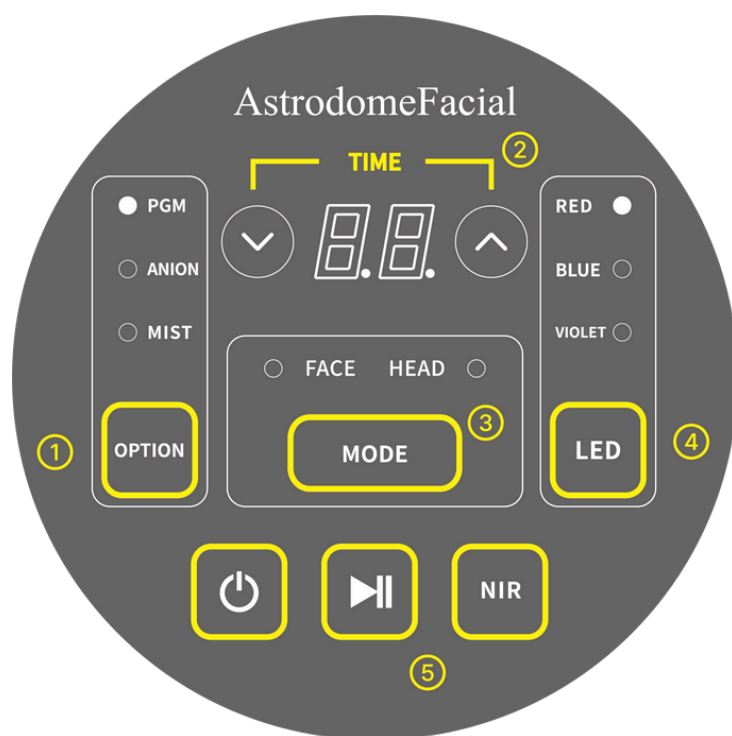 AstrodomeFacial
②
TIME
PGM
RED
88
ANION
BLUE
MIST
VIOLET
FACE HEAD
①
OPTION
③
MODE
LED
④
NIR
⑤